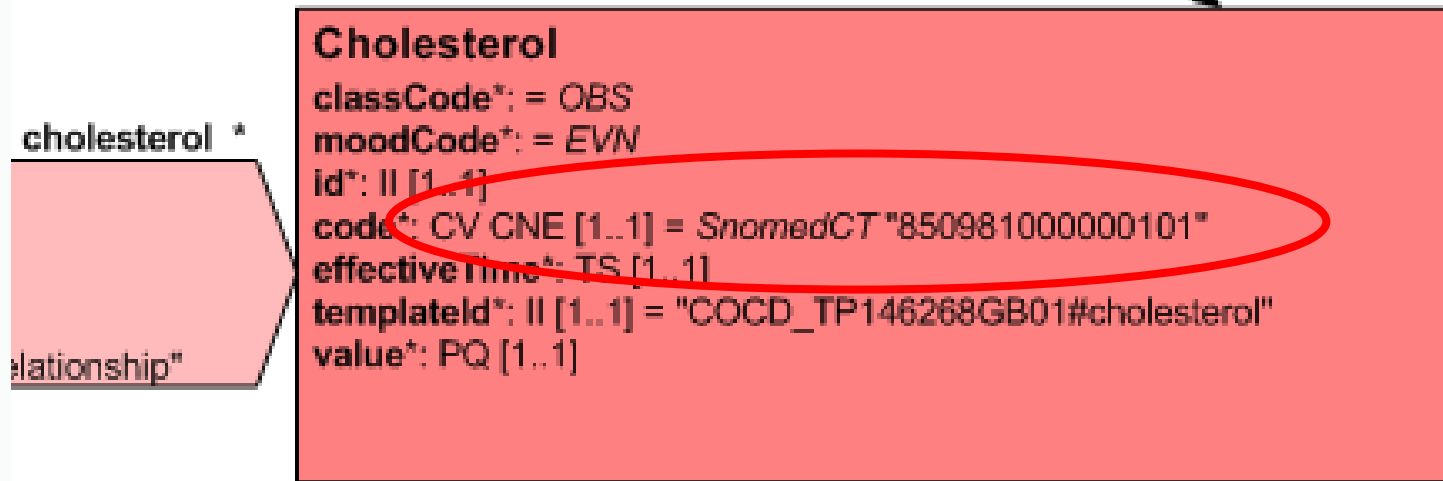 Cholesterol
classCode*: = OBS
cholesterol *
moodCode*: = EVN
id*: II [1..1]
code*: CV CNE [1..1] = SnomedCT "850981000000101"
effectiveTime*: TS [1..1]
templateId*: II [1..1] = "COCD_TP146268GB01#cholesterol"
value*: PQ [1..1]
elationship"